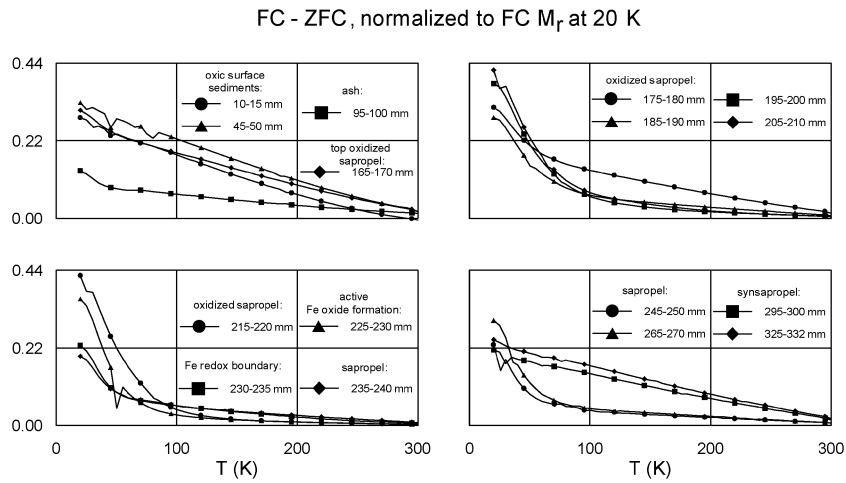 FC - ZFC, normalized to FC Mr at 20 K
0.44
0.22
0.00
oxic surface
sediments:
10-15 mm
45-50 mm
ash:
95-100 mm
top oxidized
sapropel:
165-170 mm
oxidized sapropel:
175-180 mm
185-190 mm
195-200 mm
205-210 mm
0.44
0.22
0.00
oxidized sapropel:
215-220 mm
active
Fe oxide formation:
225-230 mm
Fe redox boundary:
230-235 mm
sapropel:
235-240 mm
0
100
200
300
T (K)
sapropel:
245-250 mm
265-270 mm
synsapropel:
295-300 mm
325-332 mm
0
100
200
300
T (K)